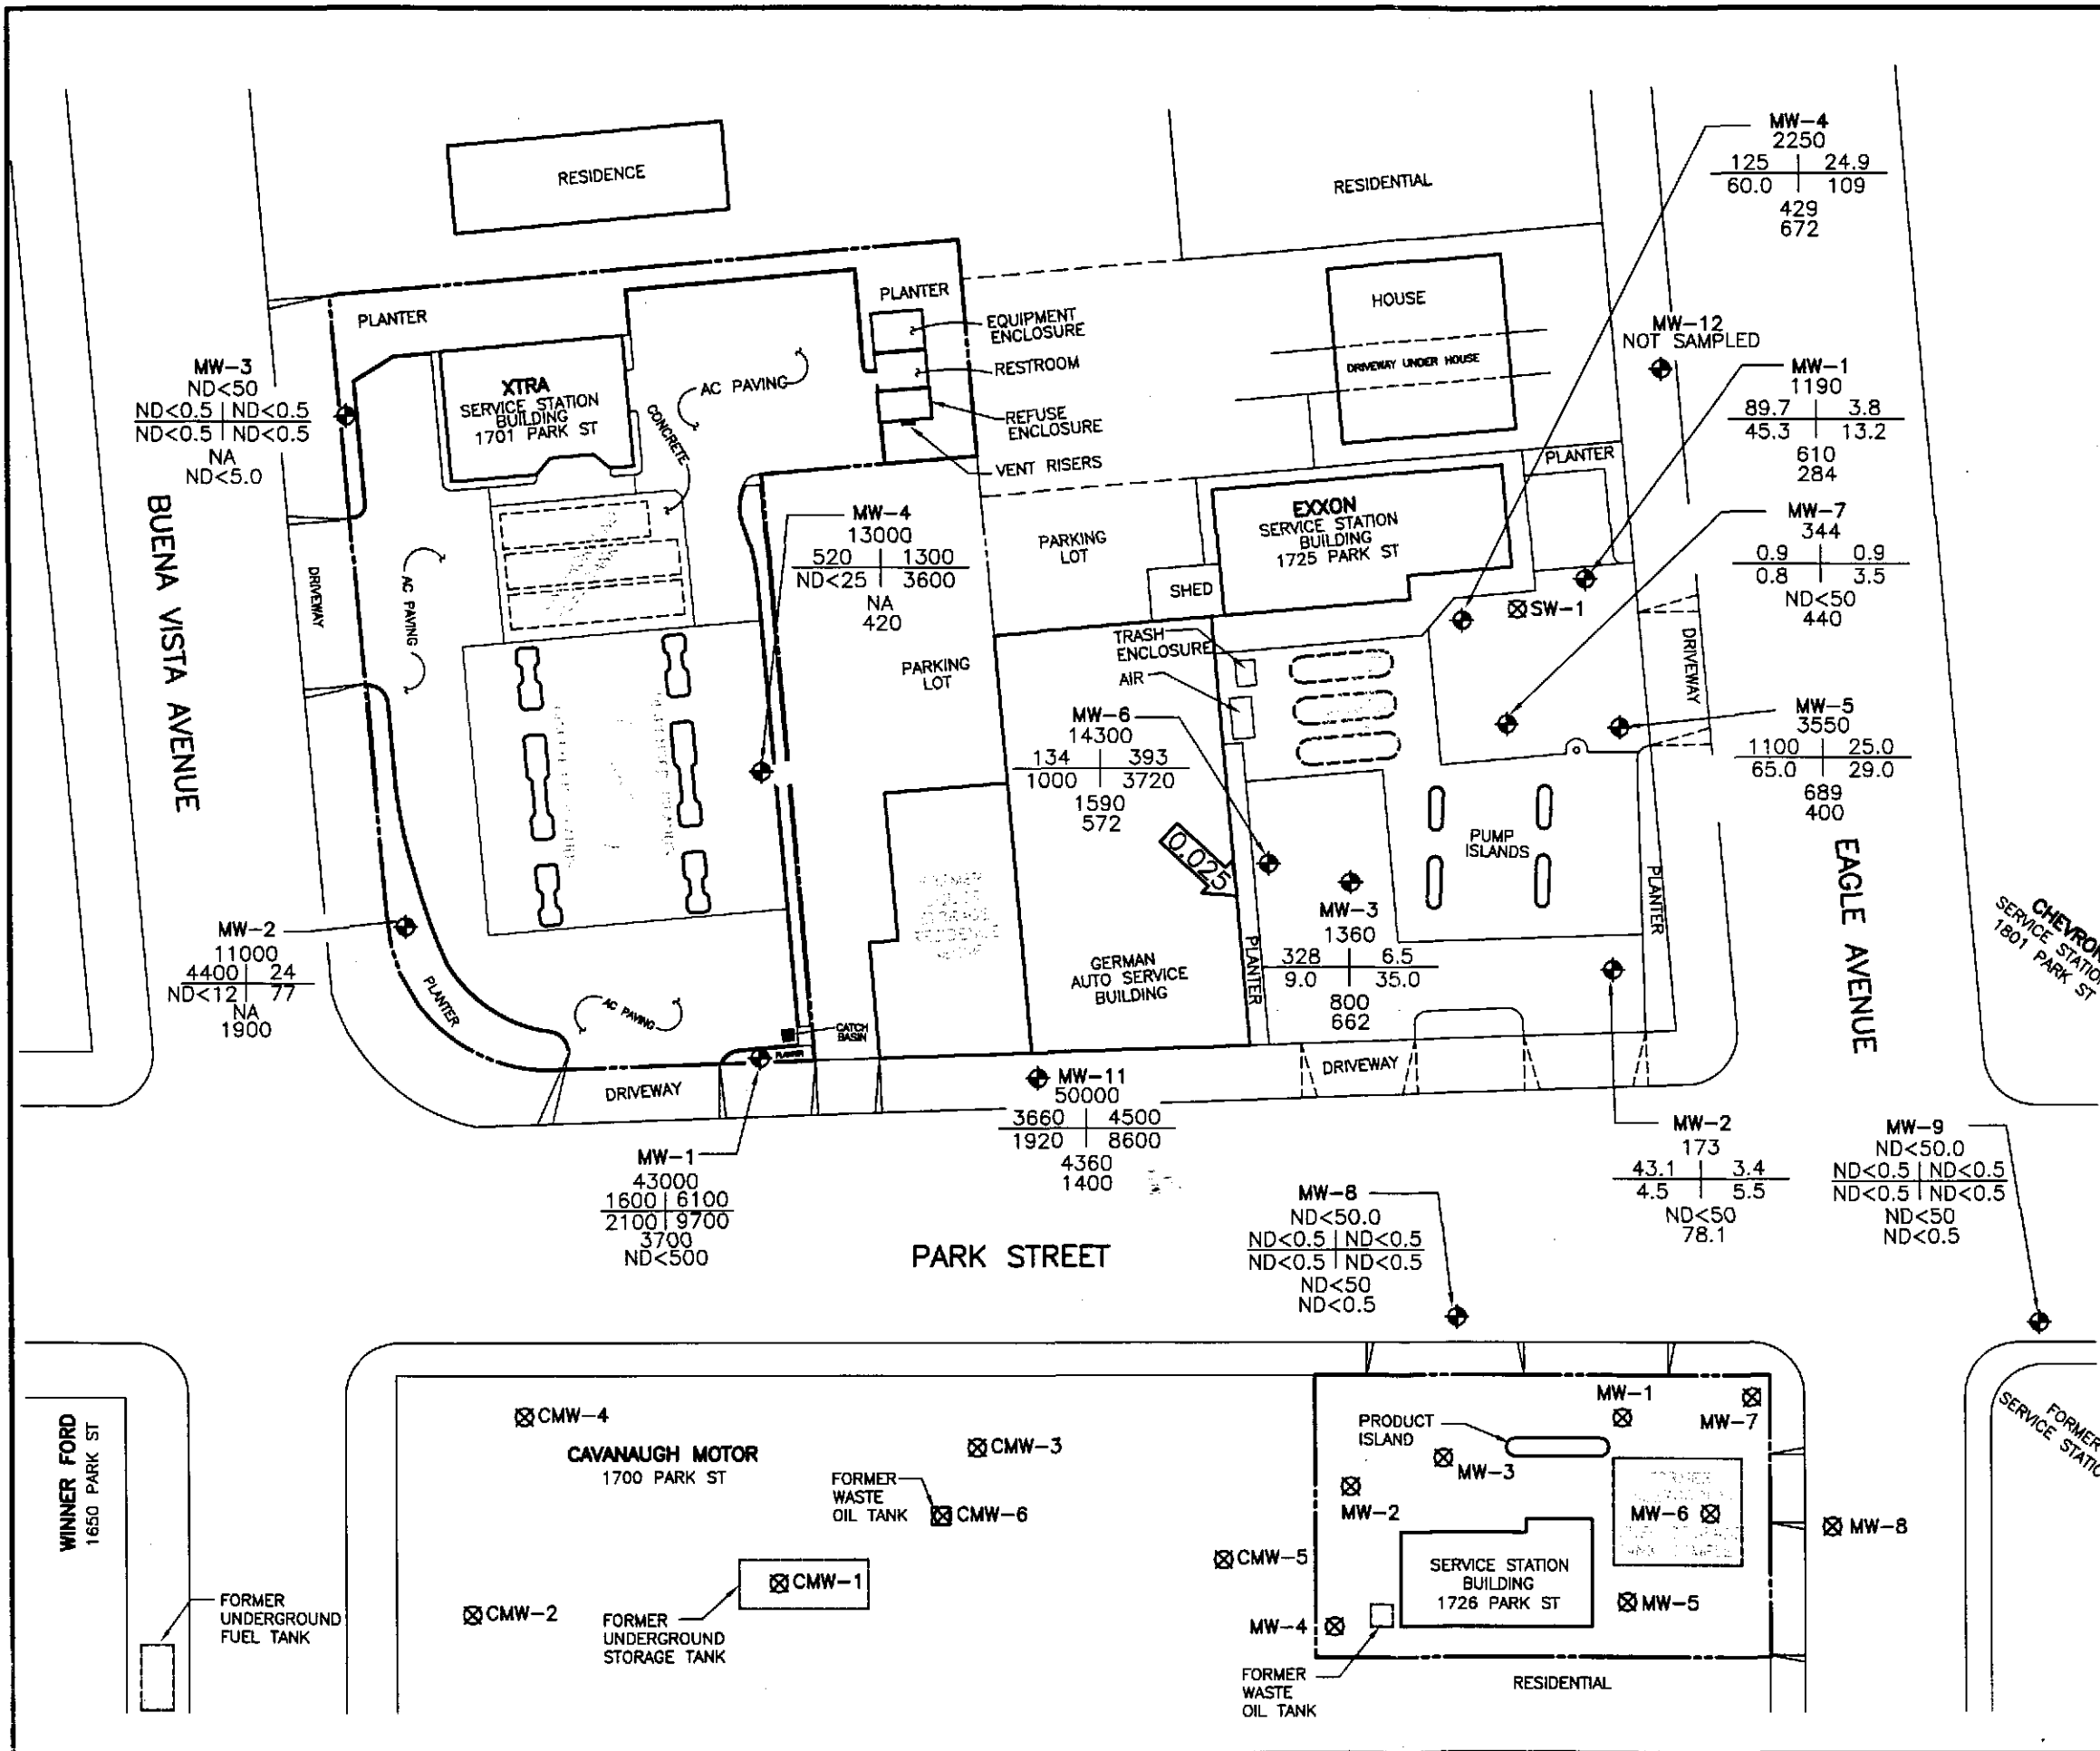 RESIDENCE
RESIDENTIAL
MW-4
2250
125 | 24.9
60.0 | 109
429
672
PLANTER
PLANTER
EQUIPMENT
ENCLOSURE
RESTROOM
REFUSE
ENCLOSURE
VENT RISERS
HOUSE
DRIVEWAY UNDER HOUSE
MW-12
NOT SAMPLED
MW-3
ND<50
ND<0.5 | ND<0.5
ND<0.5 | ND<0.5
NA
ND<5.0
XTRA
SERVICE STATION
BUILDING
1701 PARK ST
AC PAVING
CONCRETE
MW-1
1190
89.7 | 3.8
45.3 | 13.2
610
284
PLANTER
BUENA VISTA AVENUE
DRIVEWAY
AC PAVING
MW-4
13000
520 | 1300
ND<25 | 3600
NA
420
PARKING
LOT
EXXON
SERVICE STATION
BUILDING
1725 PARK ST
SHED
SW-1
MW-7
344
0.9 | 0.9
0.8 | 3.5
ND<50
440
DRIVEWAY
TRASH
ENCLOSURE
AIR
PARKING
LOT
MW-6
14300
134 | 393
1000 | 3720
1590
572
MW-5
3550
1100 | 25.0
65.0 | 29.0
689
400
0.025
PUMP
ISLANDS
PLANTER
EAGLE AVENUE
CHEVRON
SERVICE STATION
1801 PARK ST
MW-2
11000
4400 | 24
ND<12 | 77
NA
1900
PLANTER
AC PAVING
CATCH
BASIN
PLANTER
GERMAN
AUTO SERVICE
BUILDING
PLANTER
MW-3
1360
328 | 6.5
9.0 | 35.0
800
662
DRIVEWAY
DRIVEWAY
MW-11
50000
3660 | 4500
1920 | 8600
4360
1400
MW-1
43000
1600 | 6100
2100 | 9700
3700
ND<500
PARK STREET
MW-8
ND<50.0
ND<0.5 | ND<0.5
ND<0.5 | ND<0.5
ND<50
ND<0.5
MW-2
173
43.1 | 3.4
4.5 | 5.5
ND<50
78.1
MW-9
ND<50.0
ND<0.5 | ND<0.5
ND<0.5 | ND<0.5
ND<50
ND<0.5
WINNER FORD
1650 PARK ST
FORMER
UNDERGROUND
FUEL TANK
CMW-4
CAVANAUGH MOTOR
1700 PARK ST
CMW-3
FORMER
WASTE
OIL TANK
CMW-6
CMW-1
CMW-2
FORMER
UNDERGROUND
STORAGE TANK
CMW-5
PRODUCT
ISLAND
MW-1
MW-7
MW-3
MW-2
FORMER
MW-6
MW-8
SERVICE STATION
BUILDING
1726 PARK ST
MW-5
MW-4
FORMER
WASTE
OIL TANK
RESIDENTIAL
FORMER
SERVICE